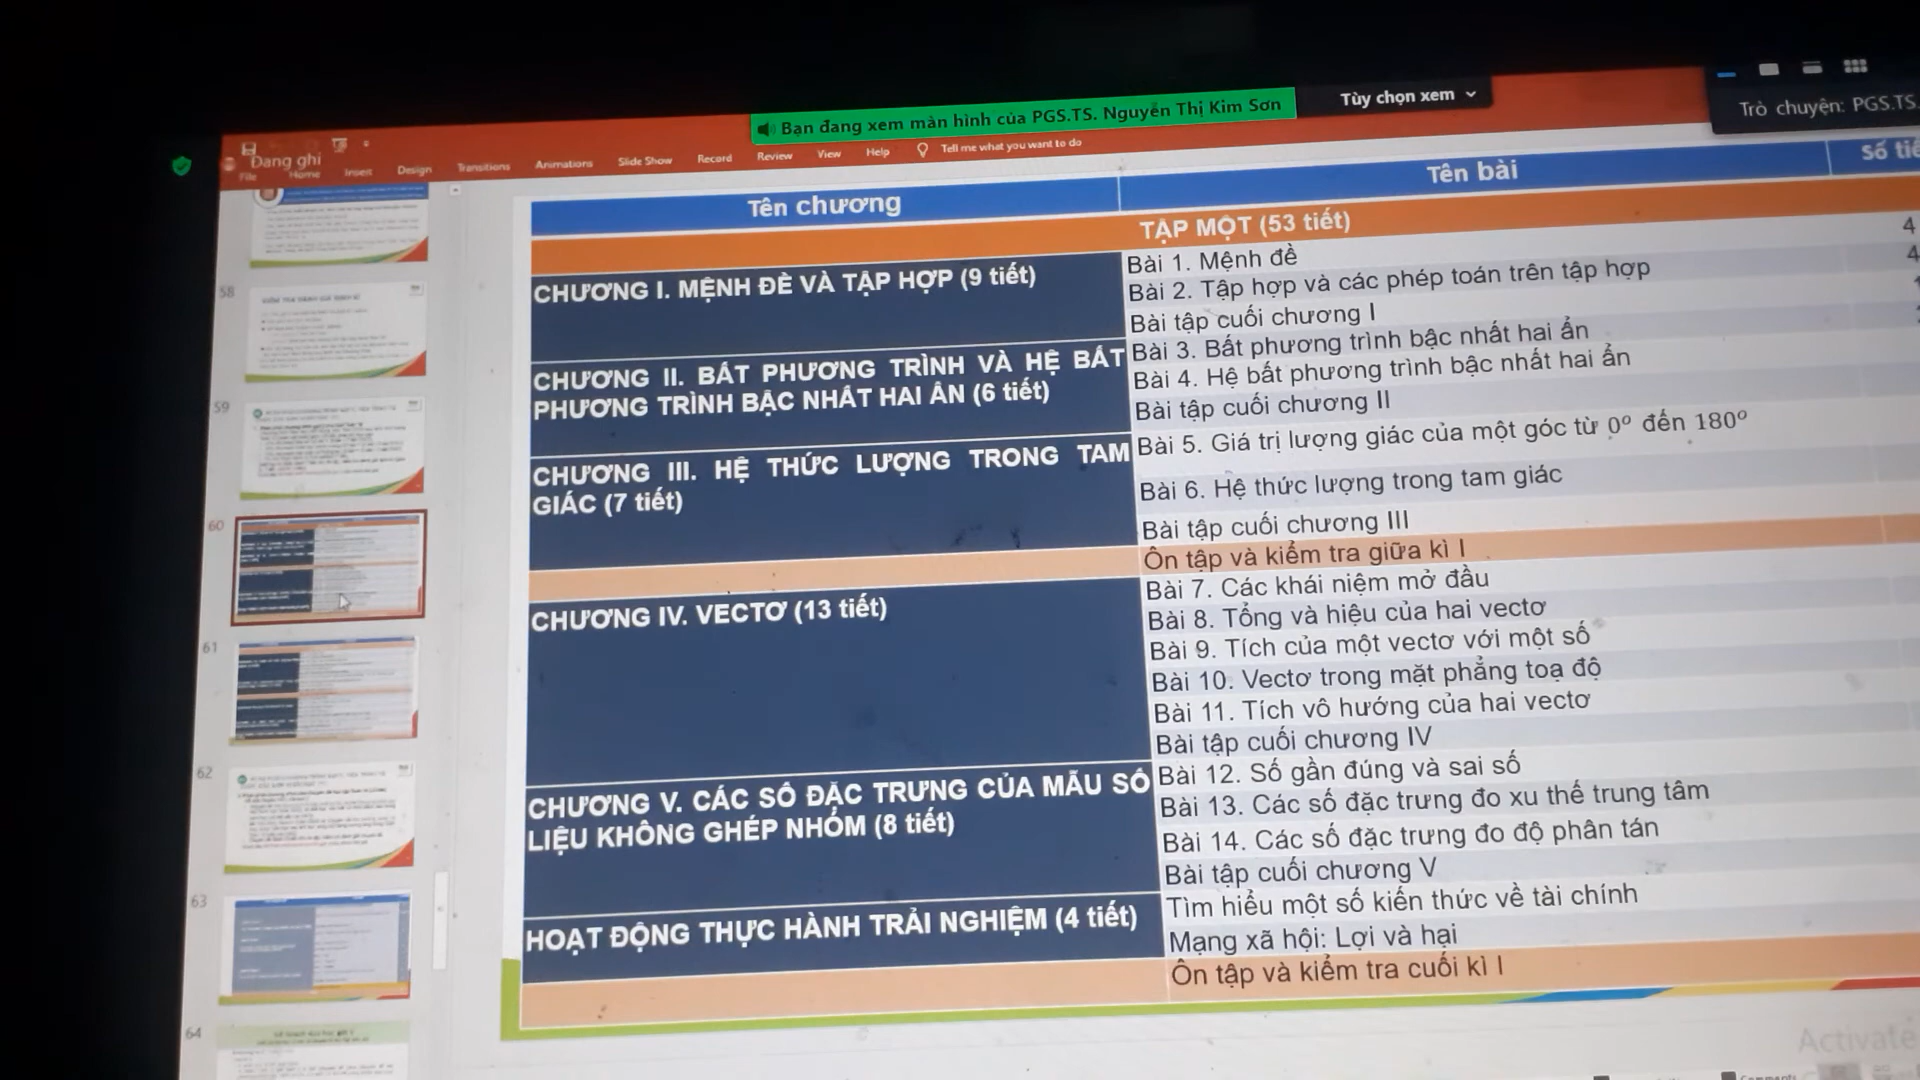 Bạn đang xem màn hình của PGS.TS. Nguyễn Thị Kim Sơn
Tùy chọn xem
Trò chuyện: PGS.TS.
Đang ghi
File Home Insert Design Transitions Animations Slide Show Record Review View Help Tell me what you want to do
Tên chương
Tên bài
Số tiế
TẬP MỘT (53 tiết)
CHƯƠNG I. MỆNH ĐỀ VÀ TẬP HỢP (9 tiết)
Bài 1. Mệnh đề
4
Bài 2. Tập hợp và các phép toán trên tập hợp
4
Bài tập cuối chương I
CHƯƠNG II. BẤT PHƯƠNG TRÌNH VÀ HỆ BẤT
PHƯƠNG TRÌNH BẬC NHẤT HAI ẨN (6 tiết)
Bài 3. Bất phương trình bậc nhất hai ẩn
Bài 4. Hệ bất phương trình bậc nhất hai ẩn
Bài tập cuối chương II
CHƯƠNG III. HỆ THỨC LƯỢNG TRONG TAM
GIÁC (7 tiết)
Bài 5. Giá trị lượng giác của một góc từ 0° đến 180°
Bài 6. Hệ thức lượng trong tam giác
Bài tập cuối chương III
Ôn tập và kiểm tra giữa kì I
CHƯƠNG IV. VECTƠ (13 tiết)
Bài 7. Các khái niệm mở đầu
Bài 8. Tổng và hiệu của hai vectơ
Bài 9. Tích của một vectơ với một số
Bài 10. Vectơ trong mặt phẳng toạ độ
Bài 11. Tích vô hướng của hai vectơ
Bài tập cuối chương IV
CHƯƠNG V. CÁC SỐ ĐẶC TRƯNG CỦA MẪU SỐ
LIỆU KHÔNG GHÉP NHÓM (8 tiết)
Bài 12. Số gần đúng và sai số
Bài 13. Các số đặc trưng đo xu thế trung tâm
Bài 14. Các số đặc trưng đo độ phân tán
Bài tập cuối chương V
HOẠT ĐỘNG THỰC HÀNH TRẢI NGHIỆM (4 tiết)
Tìm hiểu một số kiến thức về tài chính
Mạng xã hội: Lợi và hại
Ôn tập và kiểm tra cuối kì I
58
59
60
61
62
63
64
Activate